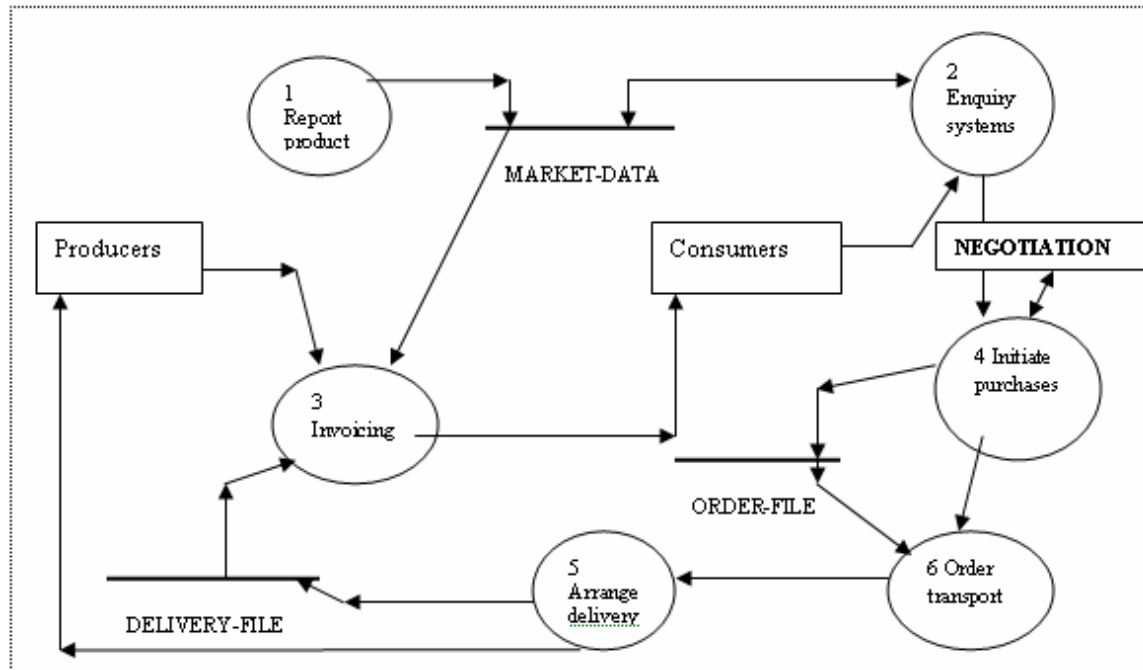 1
Report
product
2
Enquiry
systems
MARKET-DATA
Producers
Consumers
NEGOTIATION
3
Invoicing
4 Initiate
purchases
ORDER-FILE
5
Arrange
delivery
6 Order
transport
DELIVERY-FILE